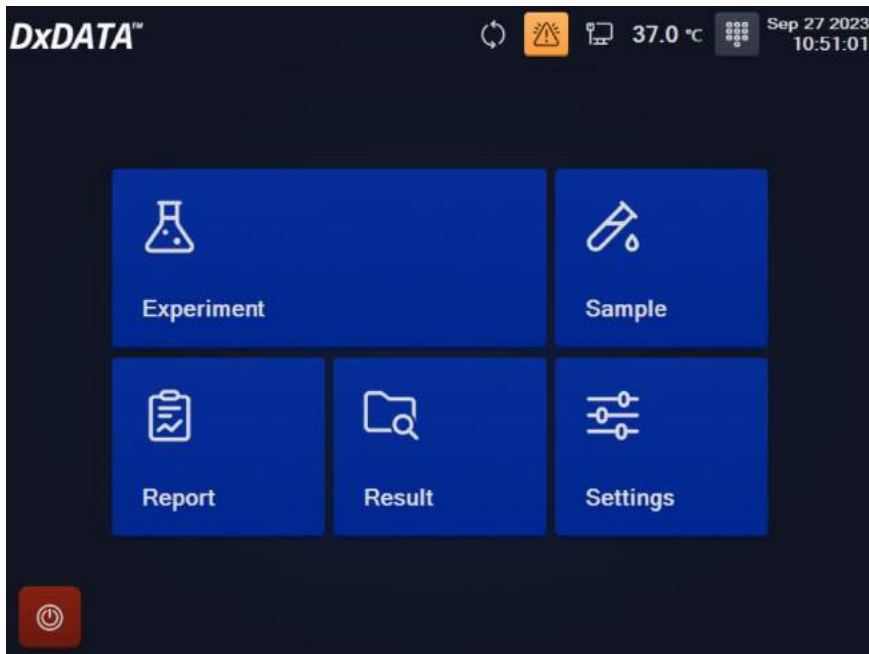 DxDATA™
37.0 °C
Sep 27 2023
10:51:01
Experiment
Sample
Report
Result
Settings